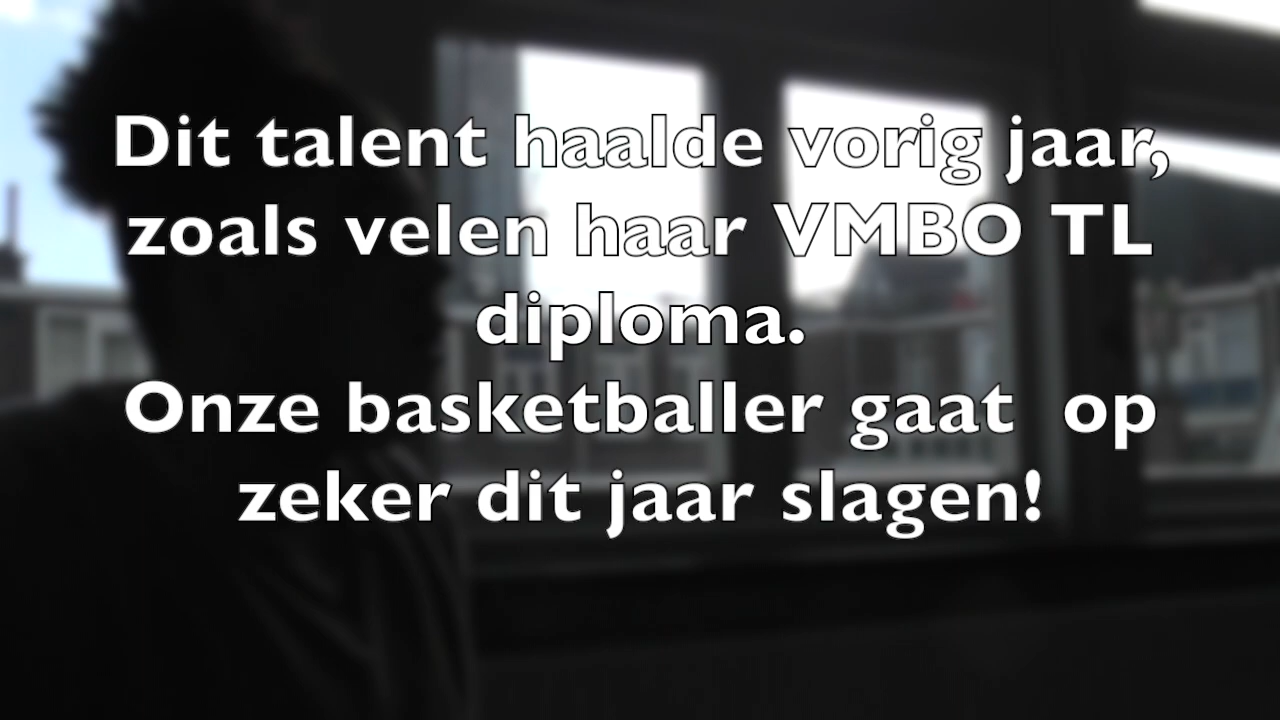 Dit talent haalde vorig jaar,
zoals velen haar VMBO TL
diploma.
Onze basketballer gaat  op
zeker dit jaar slagen!